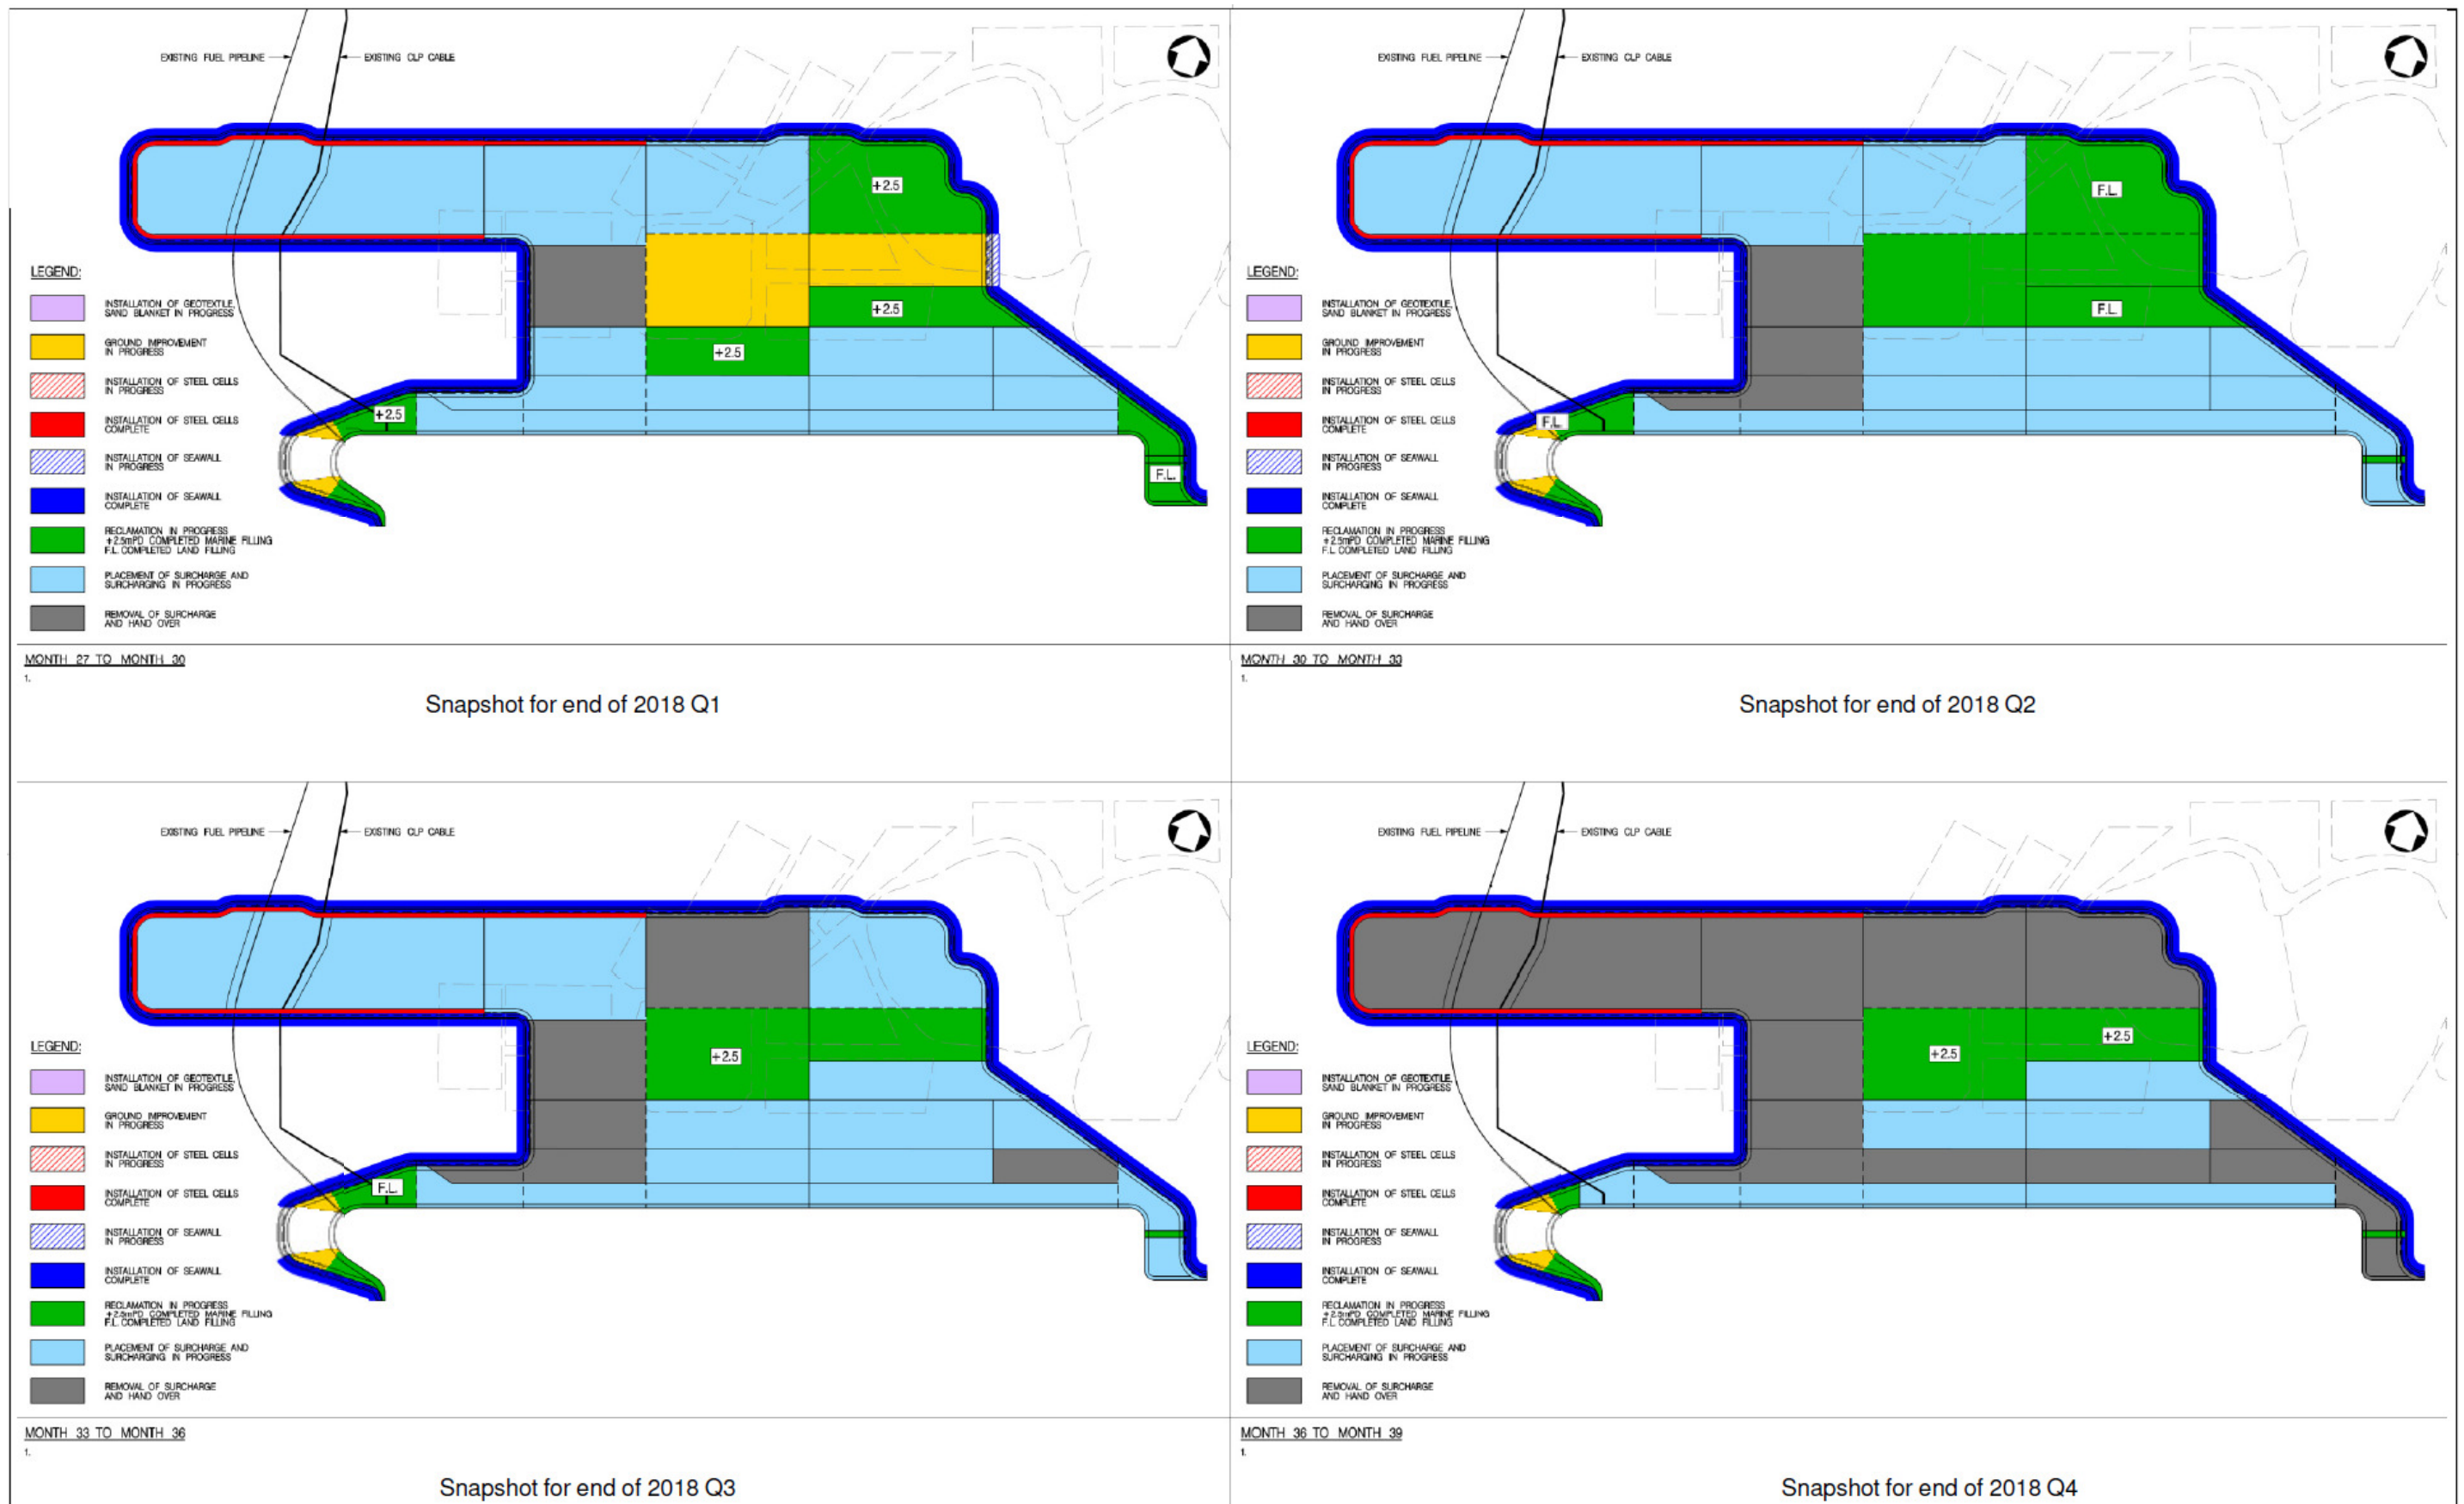 EXISTING FUEL PIPELINE
EXISTING CLP CABLE
+2.5
+2.5
+2.5
+2.5
F.L.
LEGEND:
INSTALLATION OF GEOTEXTILE,
SAND BLANKET IN PROGRESS
GROUND IMPROVEMENT
IN PROGRESS
INSTALLATION OF STEEL CELLS
IN PROGRESS
INSTALLATION OF STEEL CELLS
COMPLETE
INSTALLATION OF SEAWALL
IN PROGRESS
INSTALLATION OF SEAWALL
COMPLETE
RECLAMATION IN PROGRESS
+2.5mPD COMPLETED MARINE FILLING
F.L. COMPLETED LAND FILLING
PLACEMENT OF SURCHARGE AND
SURCHARGING IN PROGRESS
REMOVAL OF SURCHARGE
AND HAND OVER
MONTH 27 TO MONTH 30
1.
Snapshot for end of 2018 Q1
EXISTING FUEL PIPELINE
EXISTING CLP CABLE
F.L.
F.L.
F.L.
LEGEND:
INSTALLATION OF GEOTEXTILE,
SAND BLANKET IN PROGRESS
GROUND IMPROVEMENT
IN PROGRESS
INSTALLATION OF STEEL CELLS
IN PROGRESS
INSTALLATION OF STEEL CELLS
COMPLETE
INSTALLATION OF SEAWALL
IN PROGRESS
INSTALLATION OF SEAWALL
COMPLETE
RECLAMATION IN PROGRESS
+2.5mPD COMPLETED MARINE FILLING
F.L. COMPLETED LAND FILLING
PLACEMENT OF SURCHARGE AND
SURCHARGING IN PROGRESS
REMOVAL OF SURCHARGE
AND HAND OVER
MONTH 30 TO MONTH 33
1.
Snapshot for end of 2018 Q2
EXISTING FUEL PIPELINE
EXISTING CLP CABLE
+2.5
F.L.
LEGEND:
INSTALLATION OF GEOTEXTILE,
SAND BLANKET IN PROGRESS
GROUND IMPROVEMENT
IN PROGRESS
INSTALLATION OF STEEL CELLS
IN PROGRESS
INSTALLATION OF STEEL CELLS
COMPLETE
INSTALLATION OF SEAWALL
IN PROGRESS
INSTALLATION OF SEAWALL
COMPLETE
RECLAMATION IN PROGRESS
+2.5mPD COMPLETED MARINE FILLING
F.L. COMPLETED LAND FILLING
PLACEMENT OF SURCHARGE AND
SURCHARGING IN PROGRESS
REMOVAL OF SURCHARGE
AND HAND OVER
MONTH 33 TO MONTH 36
1.
Snapshot for end of 2018 Q3
EXISTING FUEL PIPELINE
EXISTING CLP CABLE
+2.5
+2.5
LEGEND:
INSTALLATION OF GEOTEXTILE,
SAND BLANKET IN PROGRESS
GROUND IMPROVEMENT
IN PROGRESS
INSTALLATION OF STEEL CELLS
IN PROGRESS
INSTALLATION OF STEEL CELLS
COMPLETE
INSTALLATION OF SEAWALL
IN PROGRESS
INSTALLATION OF SEAWALL
COMPLETE
RECLAMATION IN PROGRESS
+2.5mPD COMPLETED MARINE FILLING
F.L. COMPLETED LAND FILLING
PLACEMENT OF SURCHARGE AND
SURCHARGING IN PROGRESS
REMOVAL OF SURCHARGE
AND HAND OVER
MONTH 36 TO MONTH 39
1.
Snapshot for end of 2018 Q4